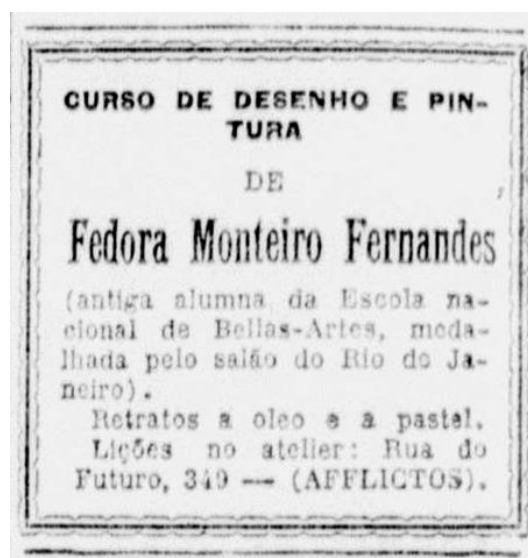 CURSO DE DESENHO E PIN-
TURA
DE
Fedora Monteiro Fernandes
(antiga alumna da Escola na-
cional de Bellas-Artes, meda-
lhada pelo salão do Rio de Ja-
neiro).
Retratos a oleo e a pastel.
Lições no atelier: Rua do
Futuro, 349 — (AFFLICTOS).